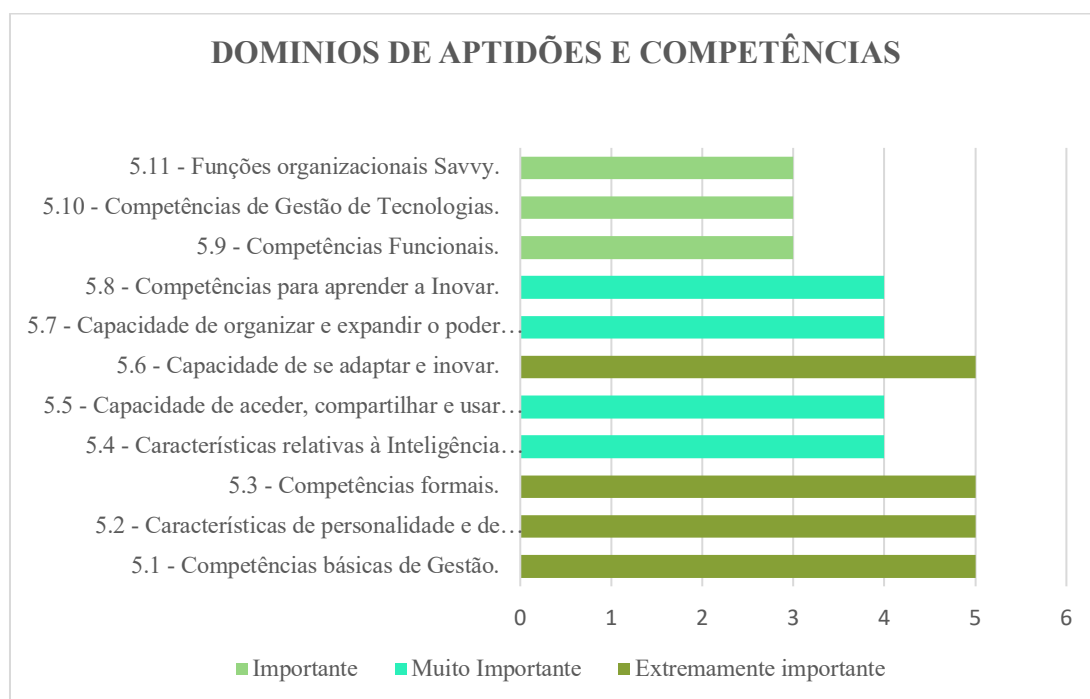 DOMINIOS DE APTIDÕES E COMPETÊNCIAS
5.11 - Funções organizacionais Savvy.
5.10 - Competências de Gestão de Tecnologias.
5.9 - Competências Funcionais.
5.8 - Competências para aprender a Inovar.
5.7 - Capacidade de organizar e expandir o poder…
5.6 - Capacidade de se adaptar e inovar.
5.5 - Capacidade de aceder, compartilhar e usar…
5.4 - Características relativas à Inteligência…
5.3 - Competências formais.
5.2 - Características de personalidade e de…
5.1 - Competências básicas de Gestão.
0 1 2 3 4 5 6
Importante Muito Importante Extremamente importante